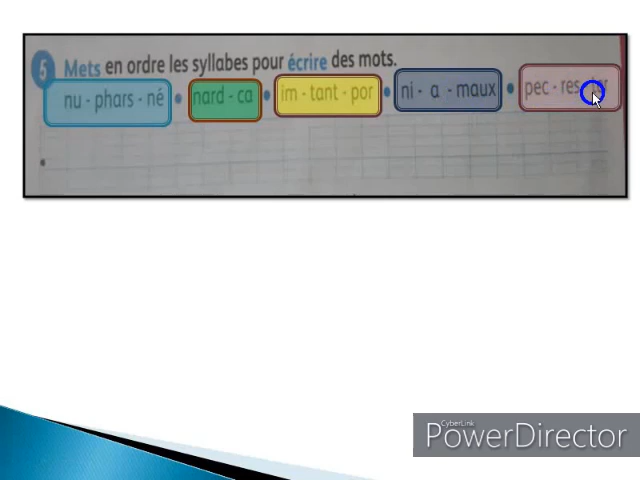 5 Mets en ordre les syllabes pour écrire des mots.
nu - phars - né • nard - ca • im - tant - por • ni - a - maux • pec - res -
CyberLink
PowerDirector